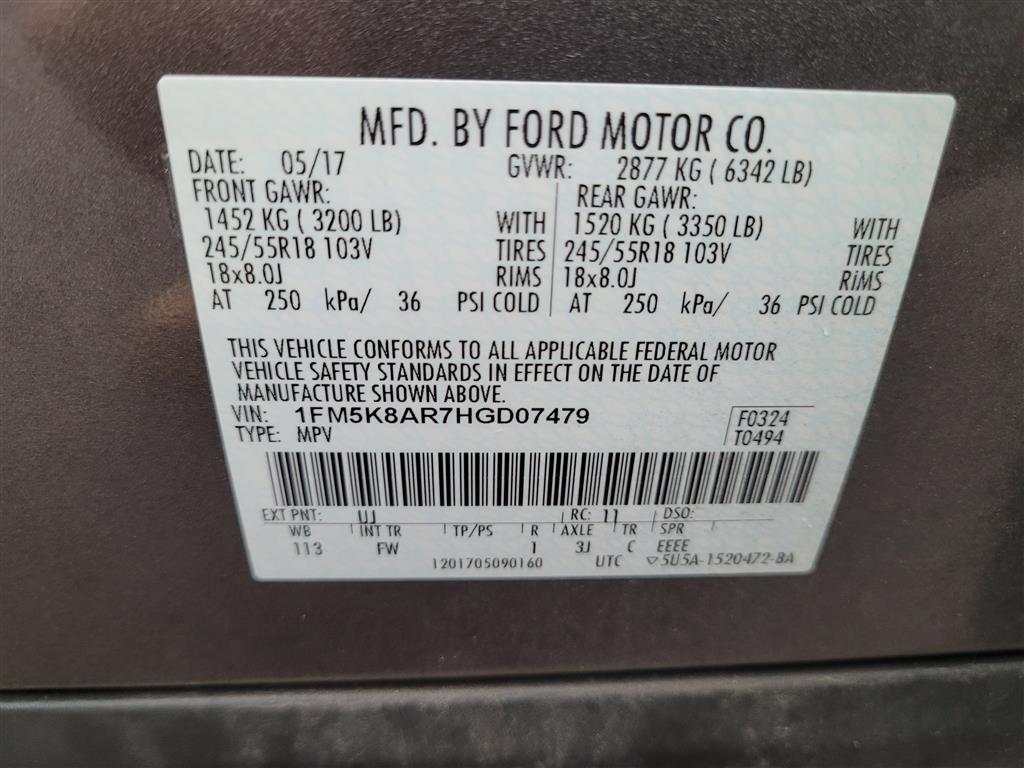 MFD. BY FORD MOTOR CO.
DATE: 05/17 GVWR: 2877 KG ( 6342 LB)
FRONT GAWR: REAR GAWR:
1452 KG ( 3200 LB) WITH 1520 KG ( 3350 LB) WITH
245/55R18 103V TIRES 245/55R18 103V TIRES
18x8.0J RIMS 18x8.0J RiMS
AT 250 kPa/ 36 PSI COLD AT 250 kPa/ 36 PSI COLD
THIS VEHICLE CONFORMS TO ALL APPLICABLE FEDERAL MOTOR
VEHICLE SAFETY STANDARDS IN EFFECT ON THE DATE OF
MANUFACTURE SHOWN ABOVE.
VIN: 1FM5K8AR7HGD07479 F0324
TYPE: MPV T0494
EXT PNT: UJ RC: 11 DSO:
WB INT TR TP/PS R AXLE TR SPR
113 FW 1 3J C EEEE
1201705090160 UTC ▽5U5A-1520472-BA